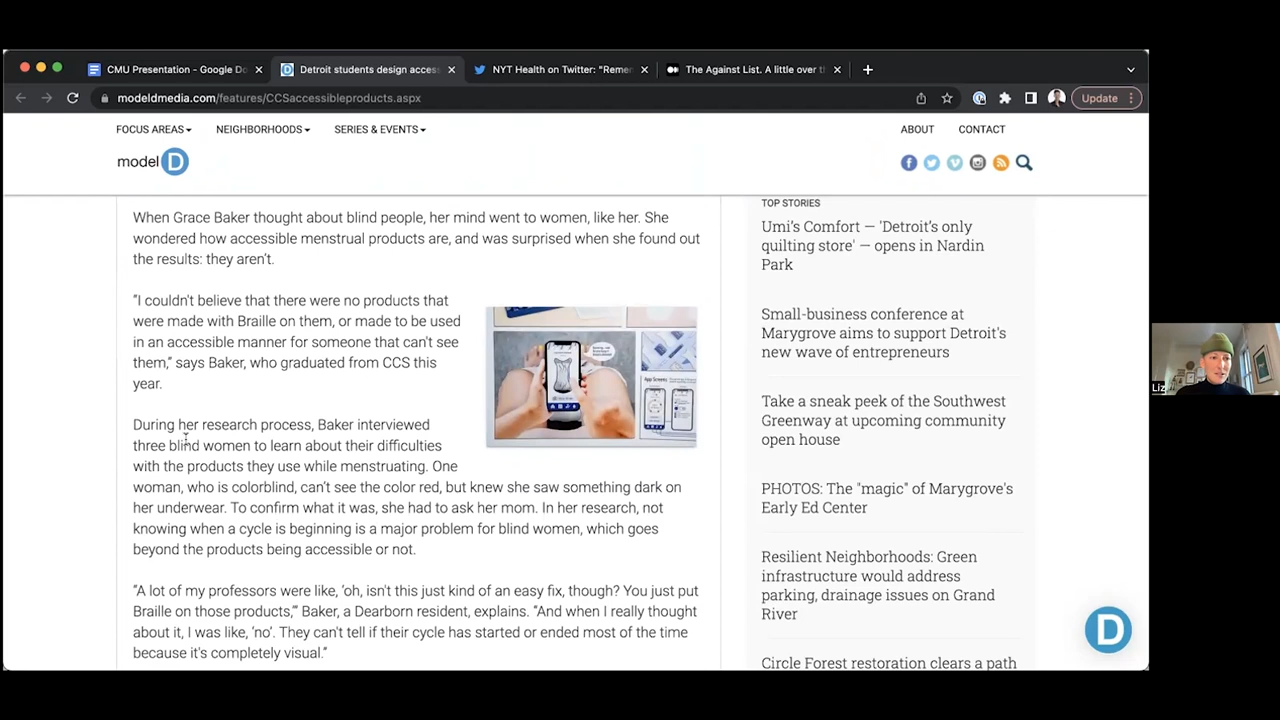 CMU Presentation - Google Do
Detroit students design access
NYT Health on Twitter: "Remem
The Against List. A little over th
modeldmedia.com/features/CCSaccessibleproducts.aspx
Update
FOCUS AREAS
NEIGHBORHOODS
SERIES & EVENTS
ABOUT
CONTACT
model D
When Grace Baker thought about blind people, her mind went to women, like her. She
wondered how accessible menstrual products are, and was surprised when she found out
the results: they aren't.
"I couldn't believe that there were no products that
were made with Braille on them, or made to be used
in an accessible manner for someone that can't see
them," says Baker, who graduated from CCS this
year.
During her research process, Baker interviewed
three blind women to learn about their difficulties
with the products they use while menstruating. One
woman, who is colorblind, can't see the color red, but knew she saw something dark on
her underwear. To confirm what it was, she had to ask her mom. In her research, not
knowing when a cycle is beginning is a major problem for blind women, which goes
beyond the products being accessible or not.
"A lot of my professors were like, 'oh, isn't this just kind of an easy fix, though? You just put
Braille on those products,'" Baker, a Dearborn resident, explains. "And when I really thought
about it, I was like, 'no'. They can't tell if their cycle has started or ended most of the time
because it's completely visual."
App Screens
TOP STORIES
Umi's Comfort — 'Detroit's only
quilting store' — opens in Nardin
Park
Small-business conference at
Marygrove aims to support Detroit's
new wave of entrepreneurs
Take a sneak peek of the Southwest
Greenway at upcoming community
open house
PHOTOS: The "magic" of Marygrove's
Early Ed Center
Resilient Neighborhoods: Green
infrastructure would address
parking, drainage issues on Grand
River
Circle Forest restoration clears a path
D
Liz